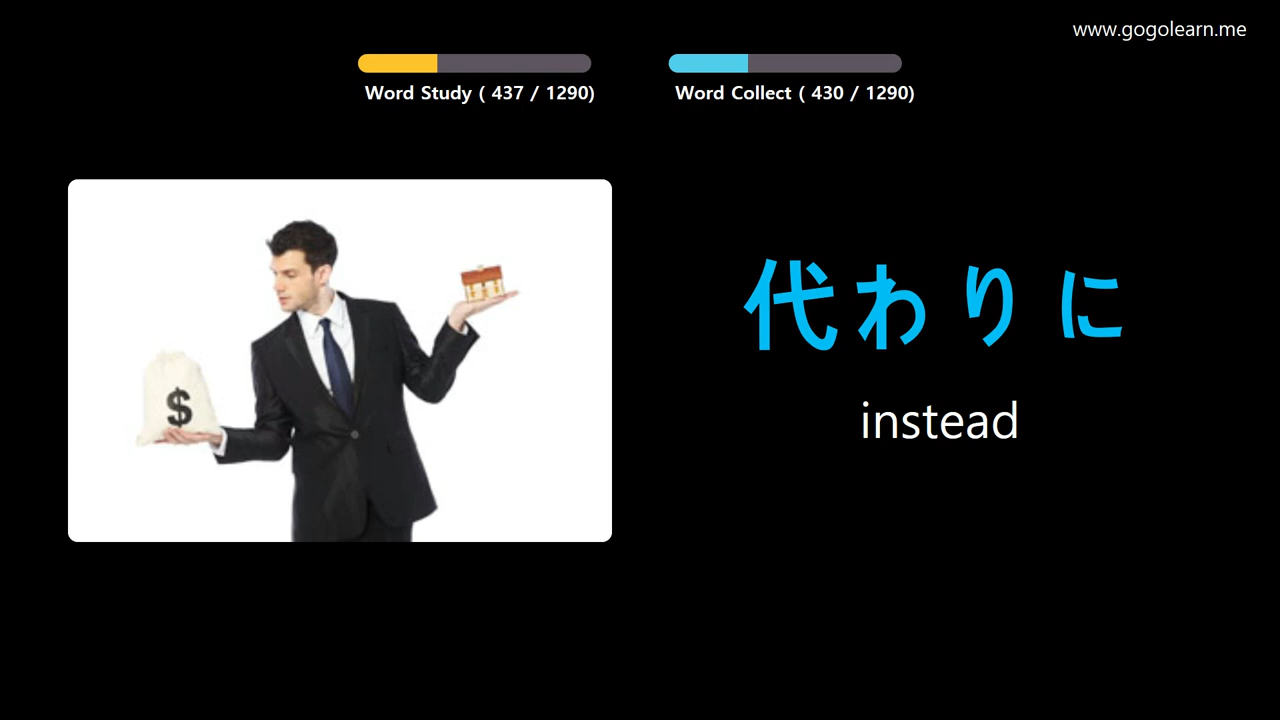 www.gogolearn.me
Word Study ( 437 / 1290)
Word Collect ( 430 / 1290)
代わりに
instead
$